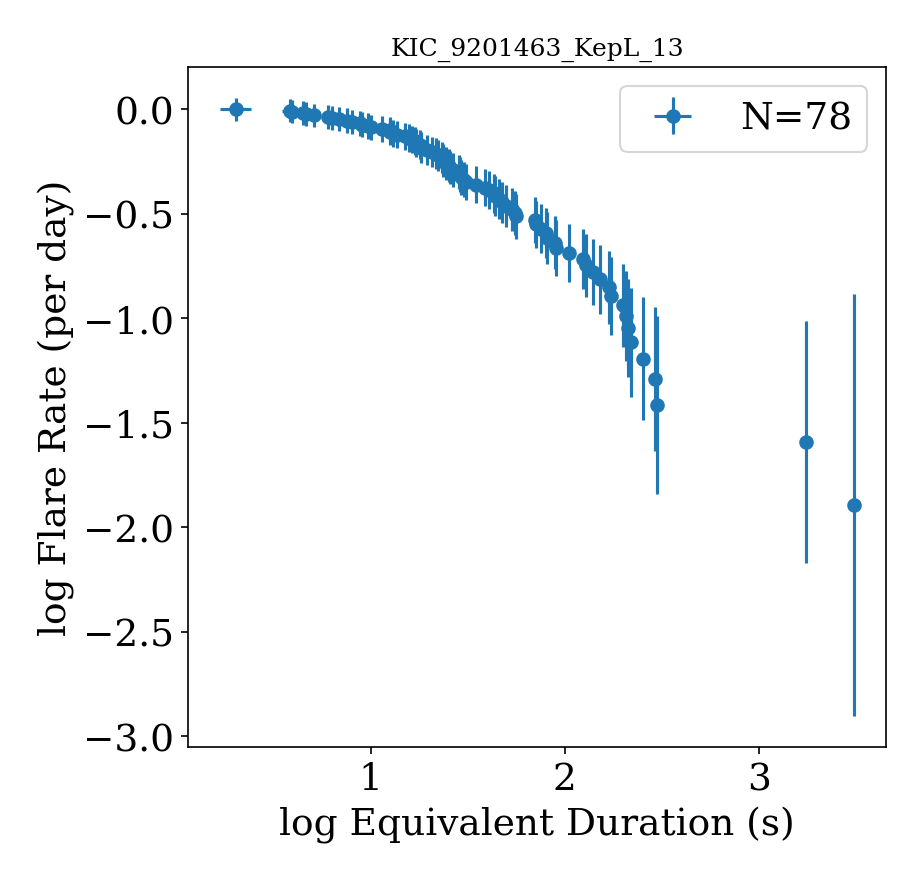 KIC_9201463_KepL_13
N=78
log Flare Rate (per day)
0.0
−0.5
−1.0
−1.5
−2.0
−2.5
−3.0
1 2 3
log Equivalent Duration (s)